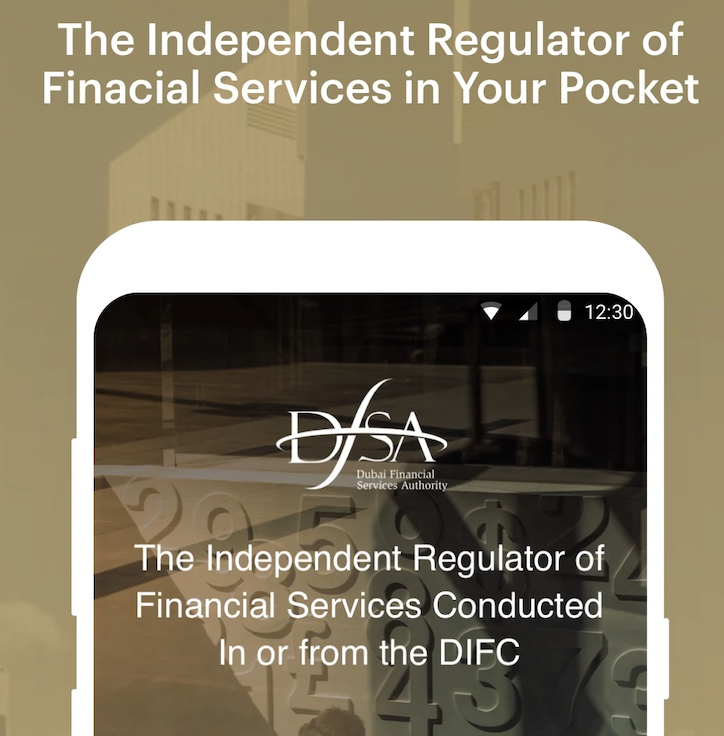 The Independent Regulator of
Finacial Services in Your Pocket
12:30
DFSA
Dubai Financial
Services Authority
The Independent Regulator of
Financial Services Conducted
In or from the DIFC